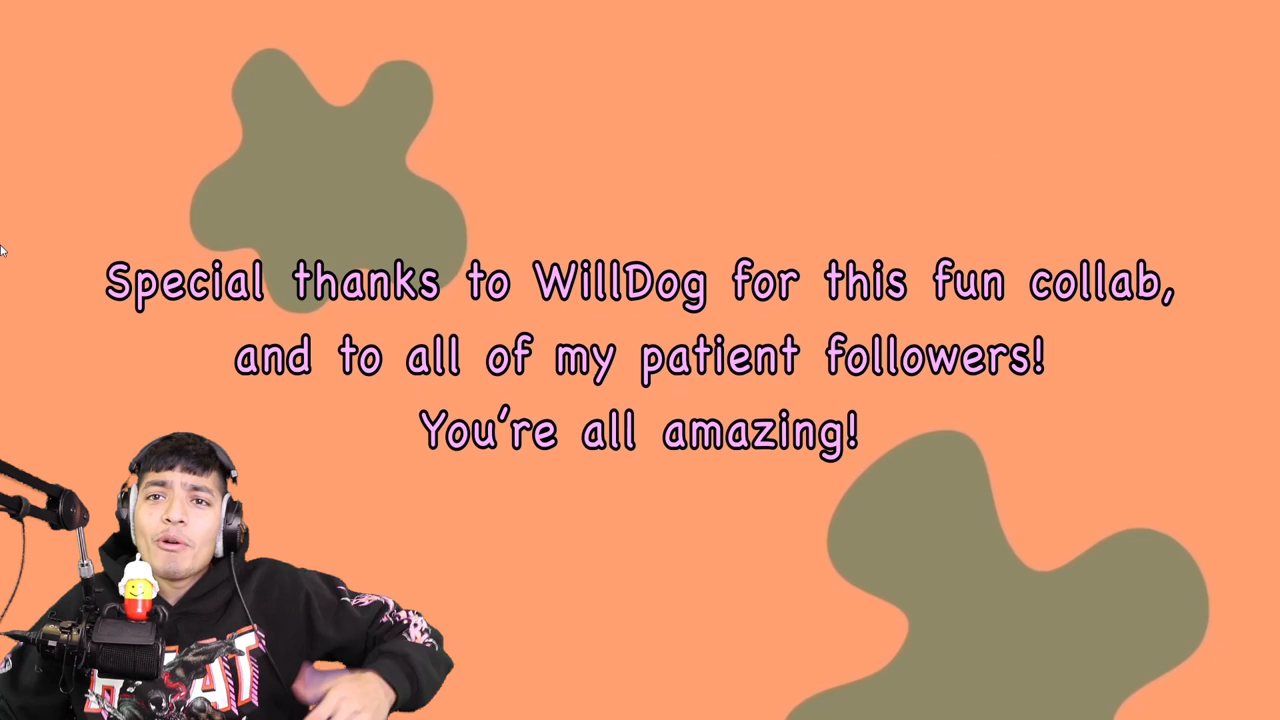 Special thanks to WillDog for this fun collab,
and to all of my patient followers!
You're all amazing!